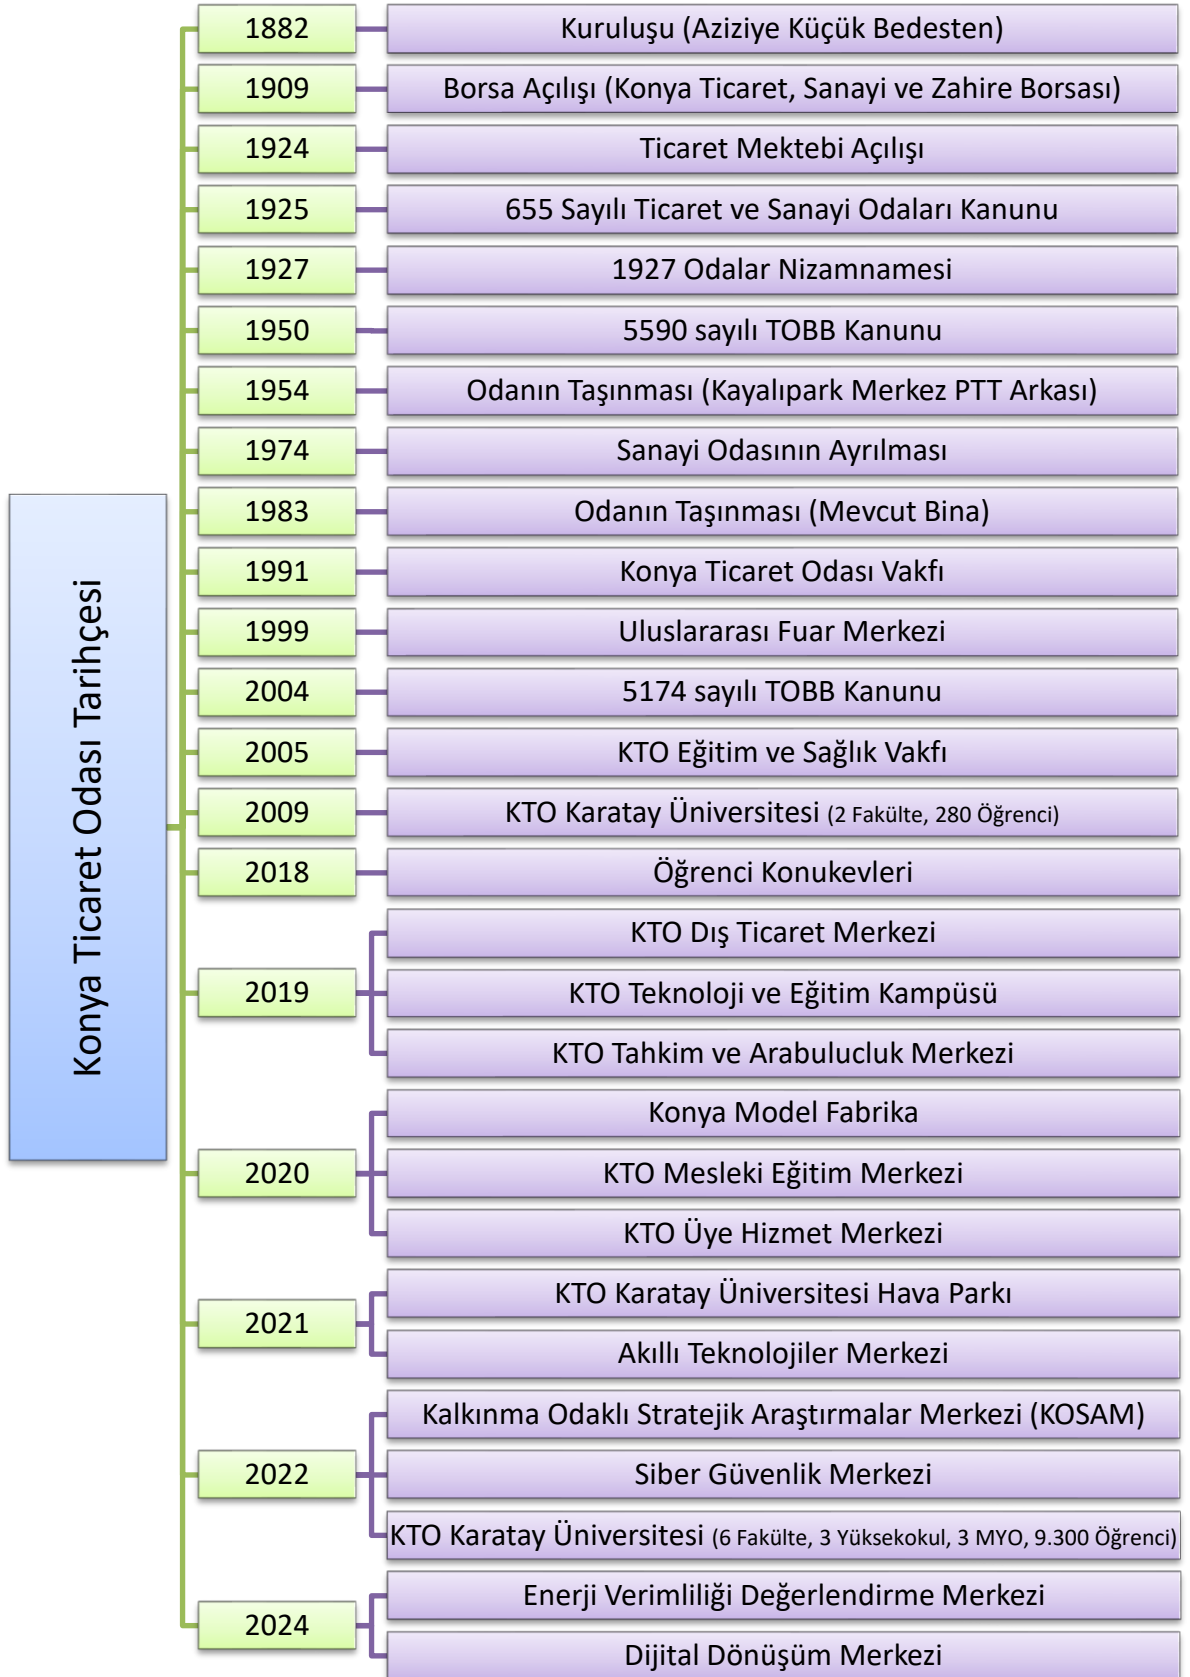 Konya Ticaret Odası Tarihçesi
1882
Kuruluşu (Aziziye Küçük Bedesten)
1909
Borsa Açılışı (Konya Ticaret, Sanayi ve Zahire Borsası)
1924
Ticaret Mektebi Açılışı
1925
655 Sayılı Ticaret ve Sanayi Odaları Kanunu
1927
1927 Odalar Nizamnamesi
1950
5590 sayılı TOBB Kanunu
1954
Odanın Taşınması (Kayalıpark Merkez PTT Arkası)
1974
Sanayi Odasının Ayrılması
1983
Odanın Taşınması (Mevcut Bina)
1991
Konya Ticaret Odası Vakfı
1999
Uluslararası Fuar Merkezi
2004
5174 sayılı TOBB Kanunu
2005
KTO Eğitim ve Sağlık Vakfı
2009
KTO Karatay Üniversitesi (2 Fakülte, 280 Öğrenci)
2018
Öğrenci Konukevleri
2019
KTO Dış Ticaret Merkezi
KTO Teknoloji ve Eğitim Kampüsü
KTO Tahkim ve Arabulucluk Merkezi
2020
Konya Model Fabrika
KTO Mesleki Eğitim Merkezi
KTO Üye Hizmet Merkezi
2021
KTO Karatay Üniversitesi Hava Parkı
Akıllı Teknolojiler Merkezi
2022
Kalkınma Odaklı Stratejik Araştırmalar Merkezi (KOSAM)
Siber Güvenlik Merkezi
KTO Karatay Üniversitesi (6 Fakülte, 3 Yüksekokul, 3 MYO, 9.300 Öğrenci)
2024
Enerji Verimliliği Değerlendirme Merkezi
Dijital Dönüşüm Merkezi